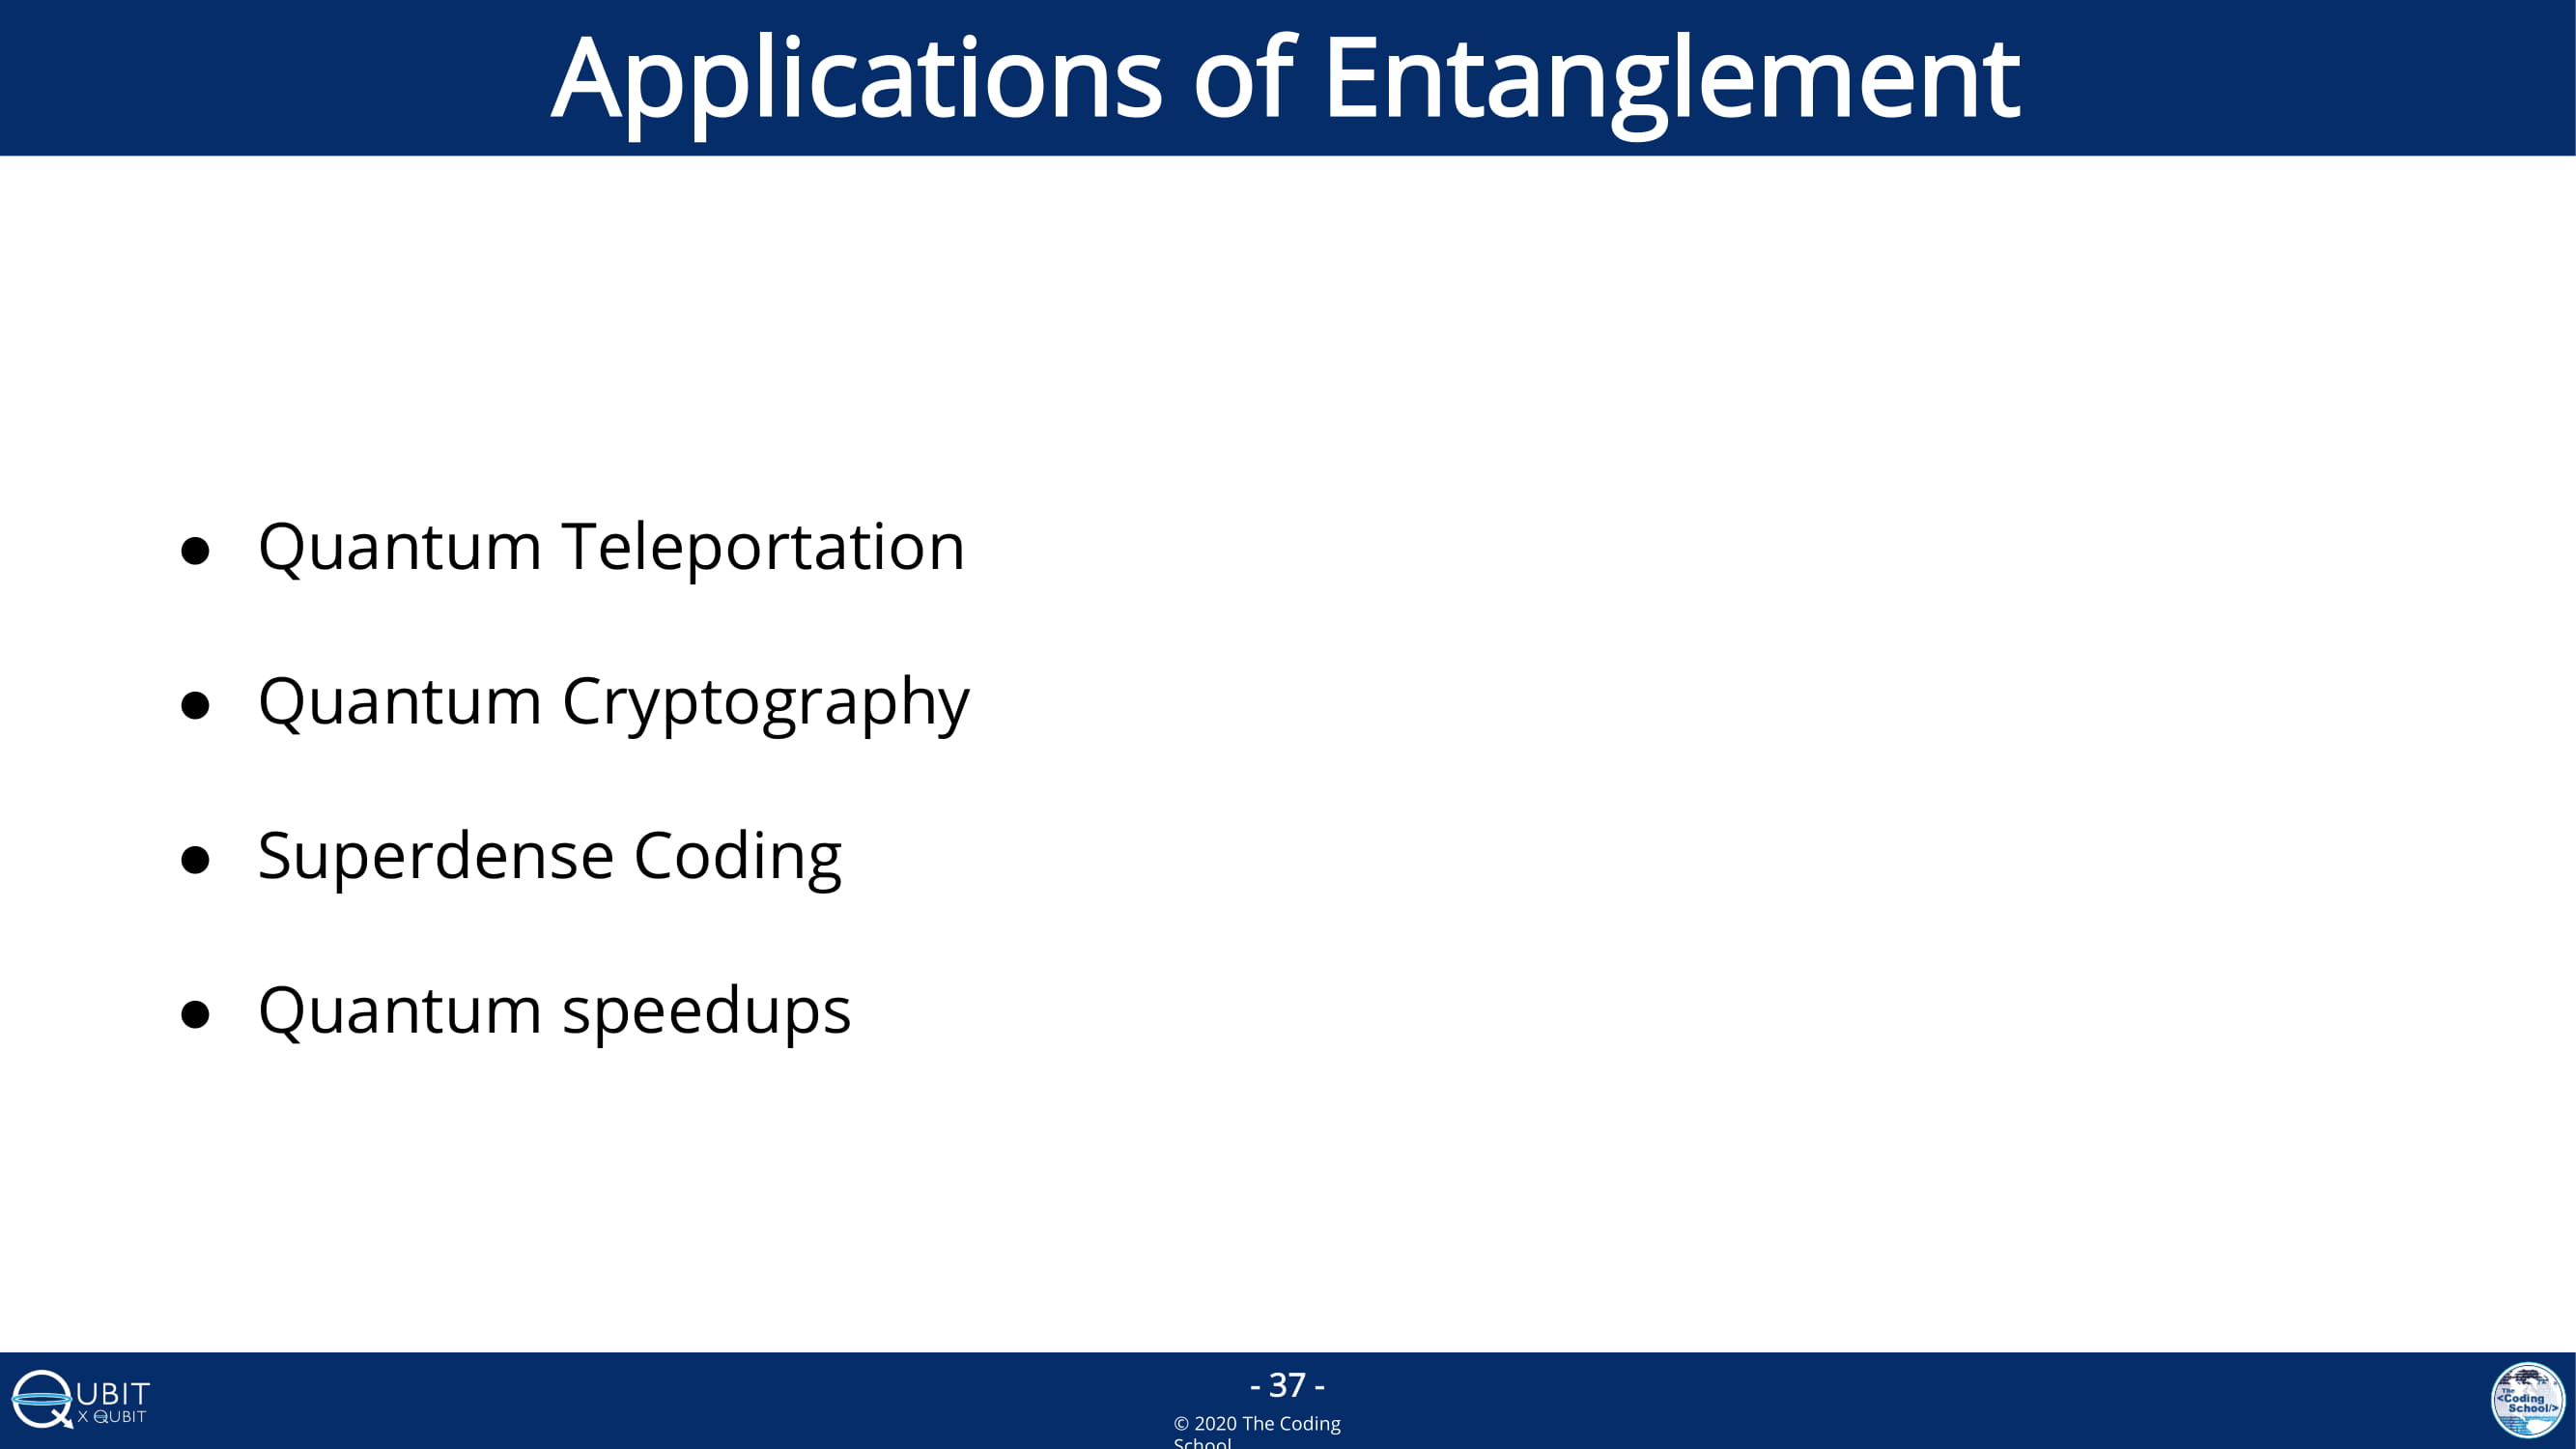 Applications of Entanglement
● Quantum Teleportation
● Quantum Cryptography
● Superdense Coding
● Quantum speedups
QUBIT
X QUBIT
- 37 -
© 2020 The Coding
School
The
<Coding
School/>